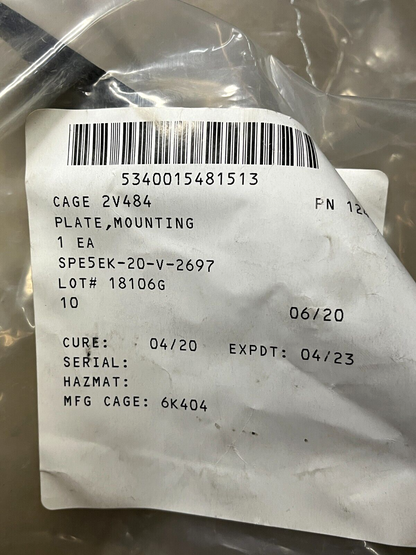 5340015481513
CAGE 2V484 PN
PLATE,MOUNTING
1 EA
SPE5EK-20-V-2697
LOT# 18106G
10
06/20
CURE: 04/20 EXPDT: 04/23
SERIAL:
HAZMAT:
MFG CAGE: 6K404